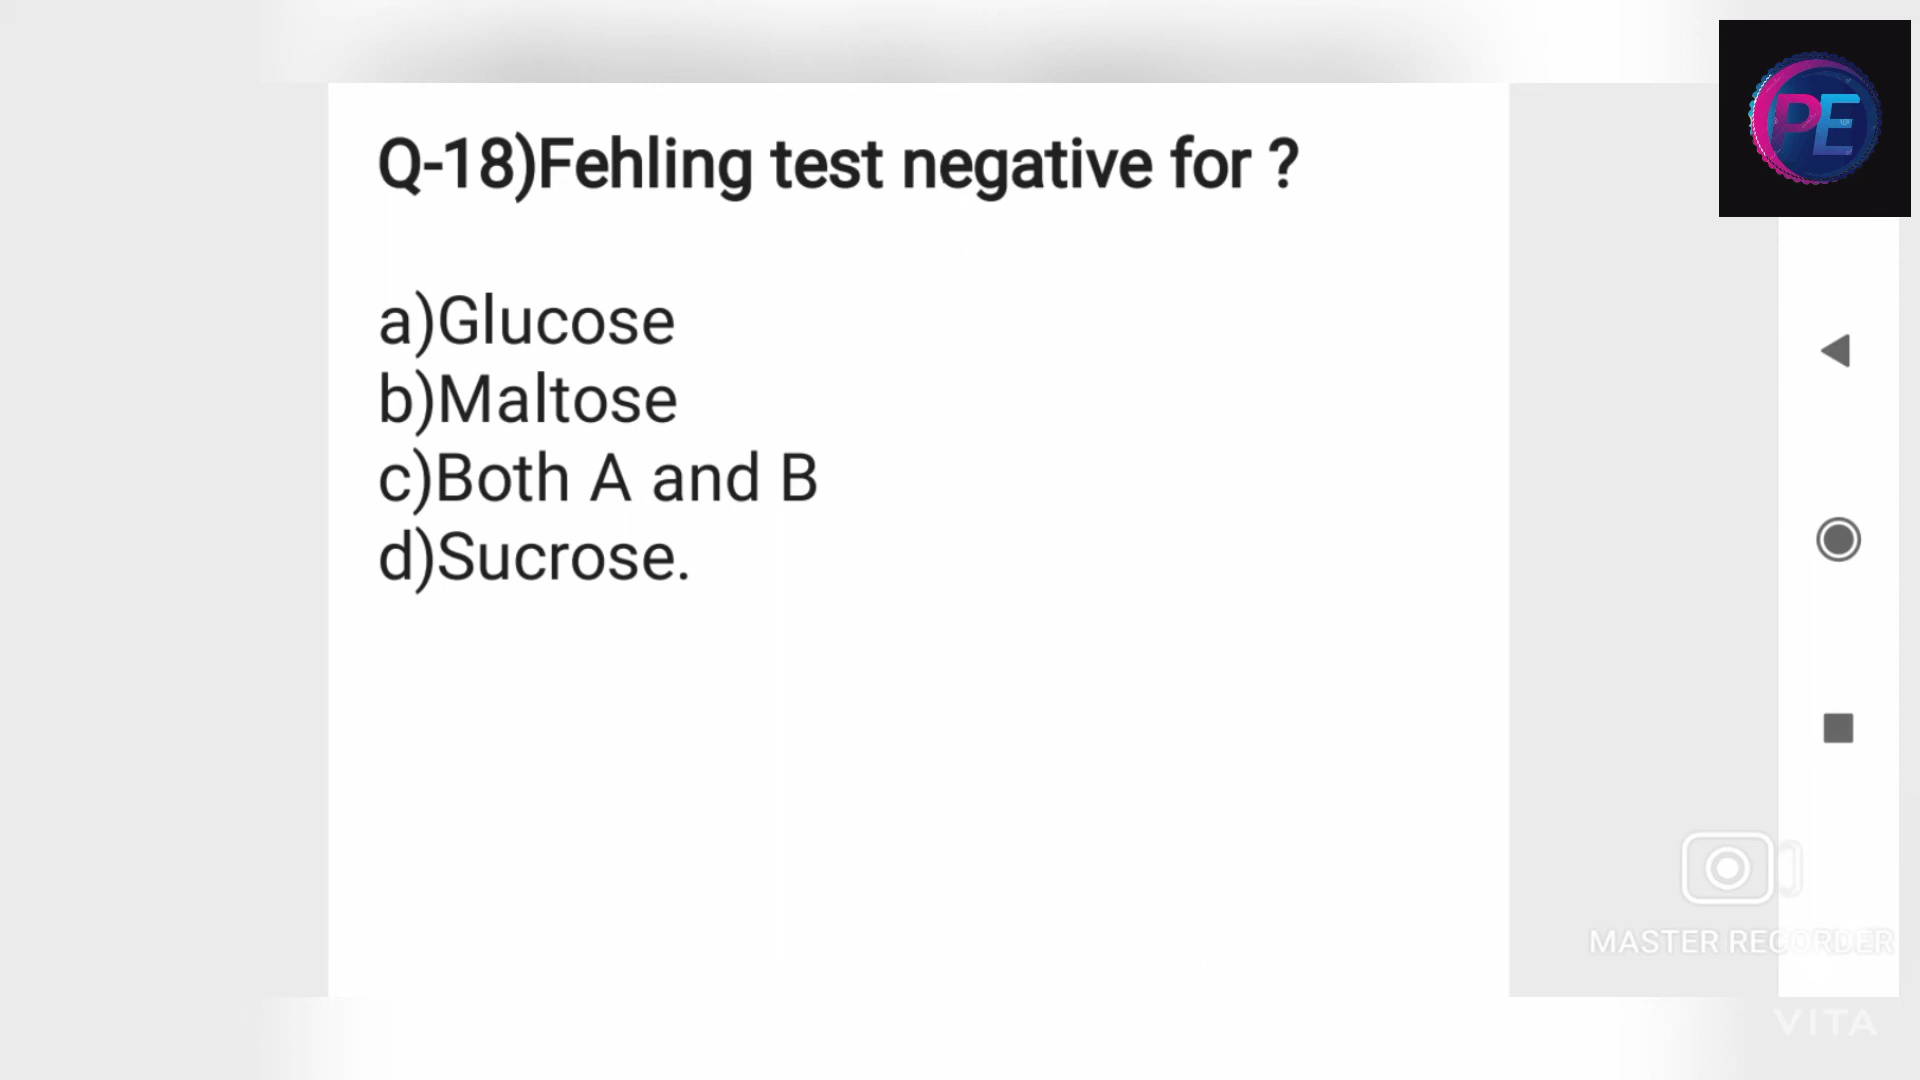 PE
Q-18)Fehling test negative for ?
a)Glucose
b)Maltose
c)Both A and B
d)Sucrose.
MASTER RECORDER
VITA